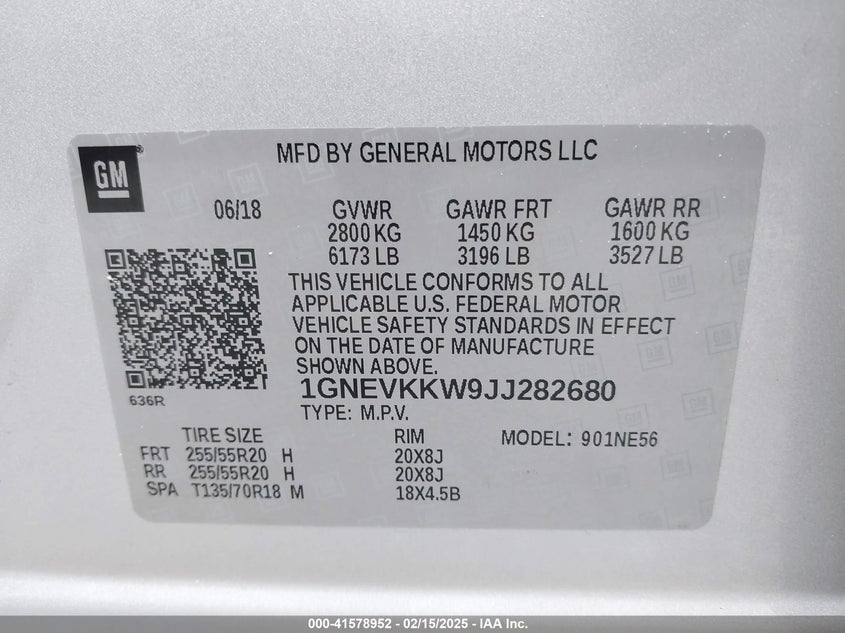 GM
MFD BY GENERAL MOTORS LLC
06/18 GVWR GAWR FRT GAWR RR
2800 KG 1450 KG 1600 KG
6173 LB 3196 LB 3527 LB
THIS VEHICLE CONFORMS TO ALL
APPLICABLE U.S. FEDERAL MOTOR
VEHICLE SAFETY STANDARDS IN EFFECT
ON THE DATE OF MANUFACTURE
SHOWN ABOVE.
636R
1GNEVKKW9JJ282680
TYPE: M.P.V.
TIRE SIZE RIM MODEL: 901NE56
FRT 255/55R20 H 20X8J
RR 255/55R20 H 20X8J
SPA T135/70R18 M 18X4.5B
000-41578952 - 02/15/2025 - IAA Inc.